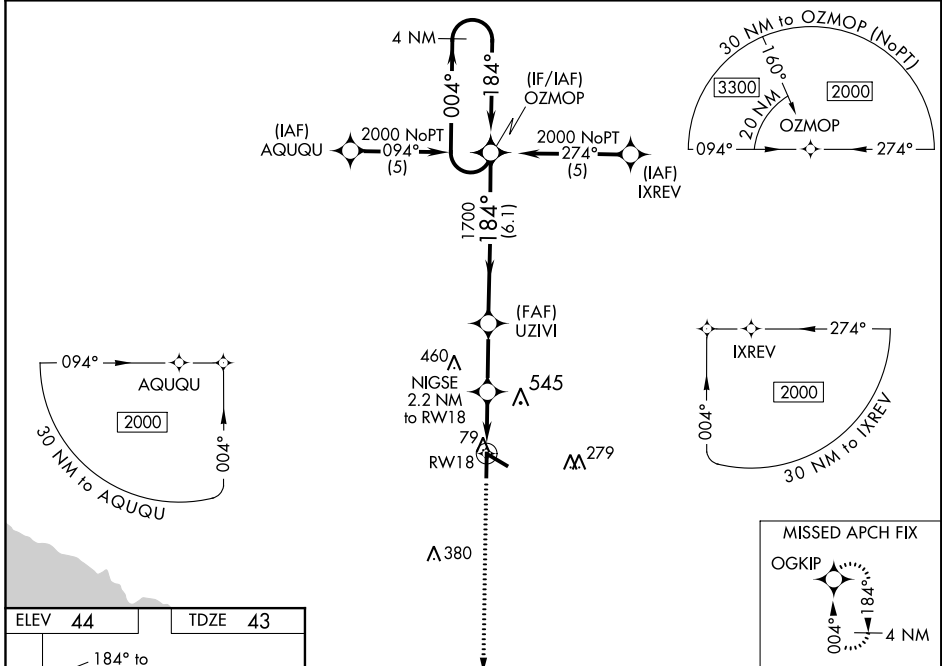 4 NM
004°
184°
(IF/IAF)
OZMOP
(IAF)
AQUQU
2000 NoPT
094°
(5)
2000 NoPT
274°
(5)
(IAF)
IXREV
1700
184°
(6.1)
(FAF)
UZIVI
460
NIGSE
2.2 NM
to RW18
545
79
RW18
279
380
30 NM to OZMOP (NoPT)
3300
160°
2000
20 NM
OZMOP
094°
274°
094°
AQUQU
2000
004°
30 NM to AQUQU
274°
IXREV
2000
004°
30 NM to IXREV
MISSED APCH FIX
OGKIP
184°
004°
4 NM
ELEV 44
TDZE 43
184° to